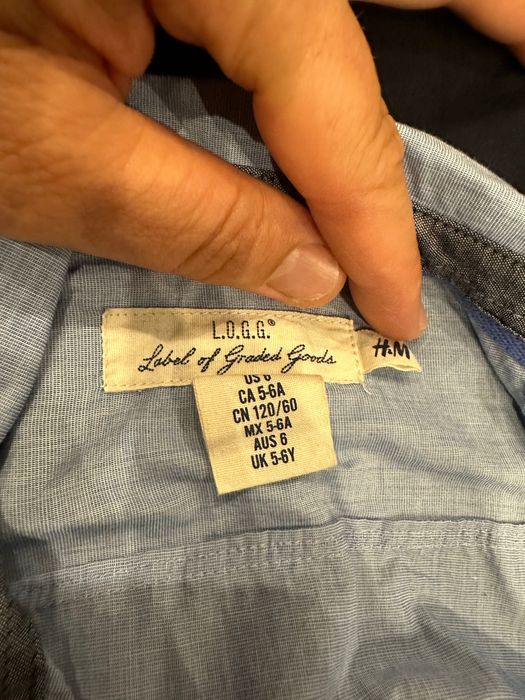 L.O.G.G.®
Label of Graded Goods
H&M
US 6
CA 5-6A
CN 120/60
MX 5-6A
AUS 6
UK 5-6Y